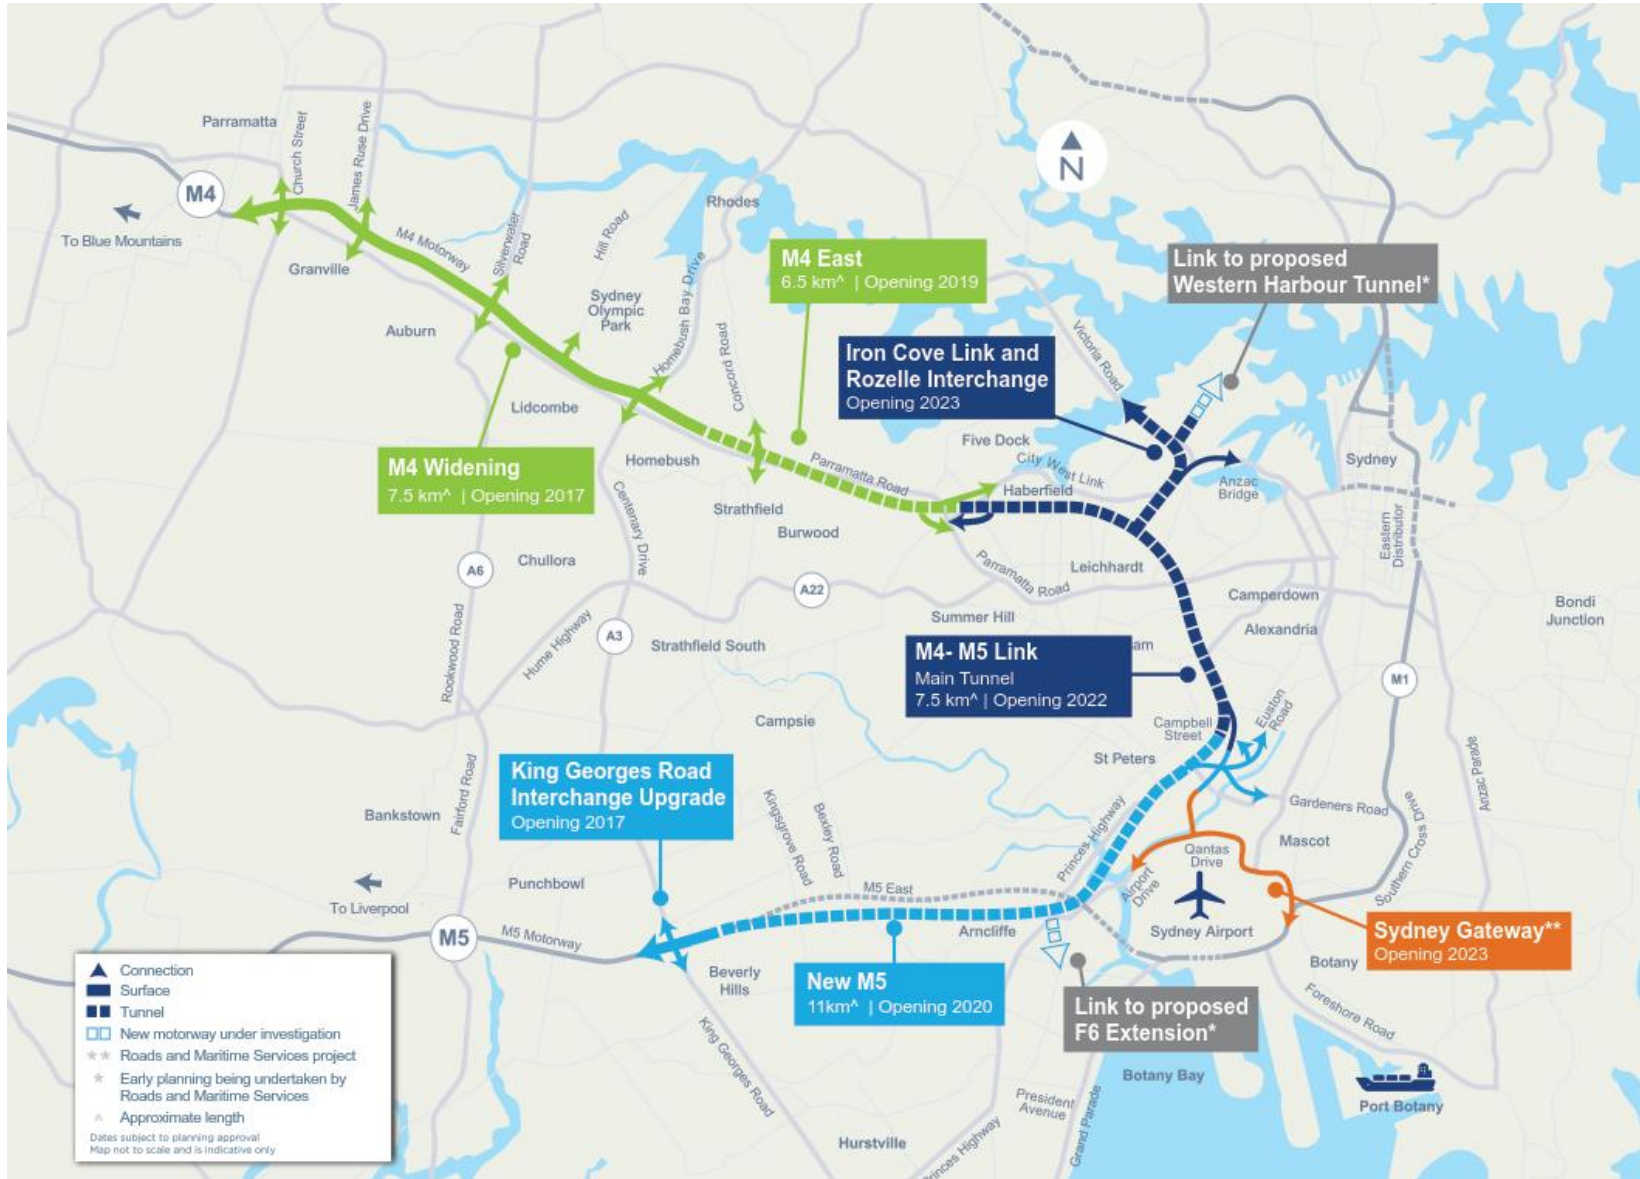 Parramatta
Church Street
James Ruse Drive
M4
To Blue Mountains
Granville
M4 Motorway
Silverwater
Road
Hill Road
Rhodes
N
M4 East
6.5 km^ | Opening 2019
Link to proposed
Western Harbour Tunnel*
Sydney
Olympic
Park
Homebush Bay Drive
Auburn
Concord Road
Victoria Road
Iron Cove Link and
Rozelle Interchange
Opening 2023
Lidcombe
M4 Widening
7.5 km^ | Opening 2017
Homebush
Parramatta Road
Five Dock
City West Link
Haberfield
Anzac
Bridge
Sydney
Centenary Drive
Strathfield
Burwood
Eastern
Distributor
A6
Chullora
Parramatta Road
Leichhardt
A22
Camperdown
Bondi
Junction
Summer Hill
Alexandria
Rookwood Road
Hume Highway
A3
Strathfield South
M4- M5 Link
Main Tunnel
7.5 km^ | Opening 2022
am
M1
Campsie
Campbell
Street
Euston
Road
St Peters
Anzac Parade
King Georges Road
Interchange Upgrade
Opening 2017
Fairford Road
Bankstown
Kingsgrove Road
Bexley Road
Princes Highway
Gardeners Road
Mascot
Southern Cross Drive
Qantas
Drive
Airport
Drive
Punchbowl
To Liverpool
M5 East
M5
M5 Motorway
Arncliffe
Sydney Airport
Sydney Gateway**
Opening 2023
Botany
Beverly
Hills
New M5
11km^ | Opening 2020
Link to proposed
F6 Extension*
Foreshore Road
King Georges Road
Botany Bay
President
Avenue
Grand Parade
Port Botany
Hurstville
Princes Highway
Connection
Surface
Tunnel
New motorway under investigation
** Roads and Maritime Services project
* Early planning being undertaken by
Roads and Maritime Services
^ Approximate length
Dates subject to planning approval
Map not to scale and is indicative only